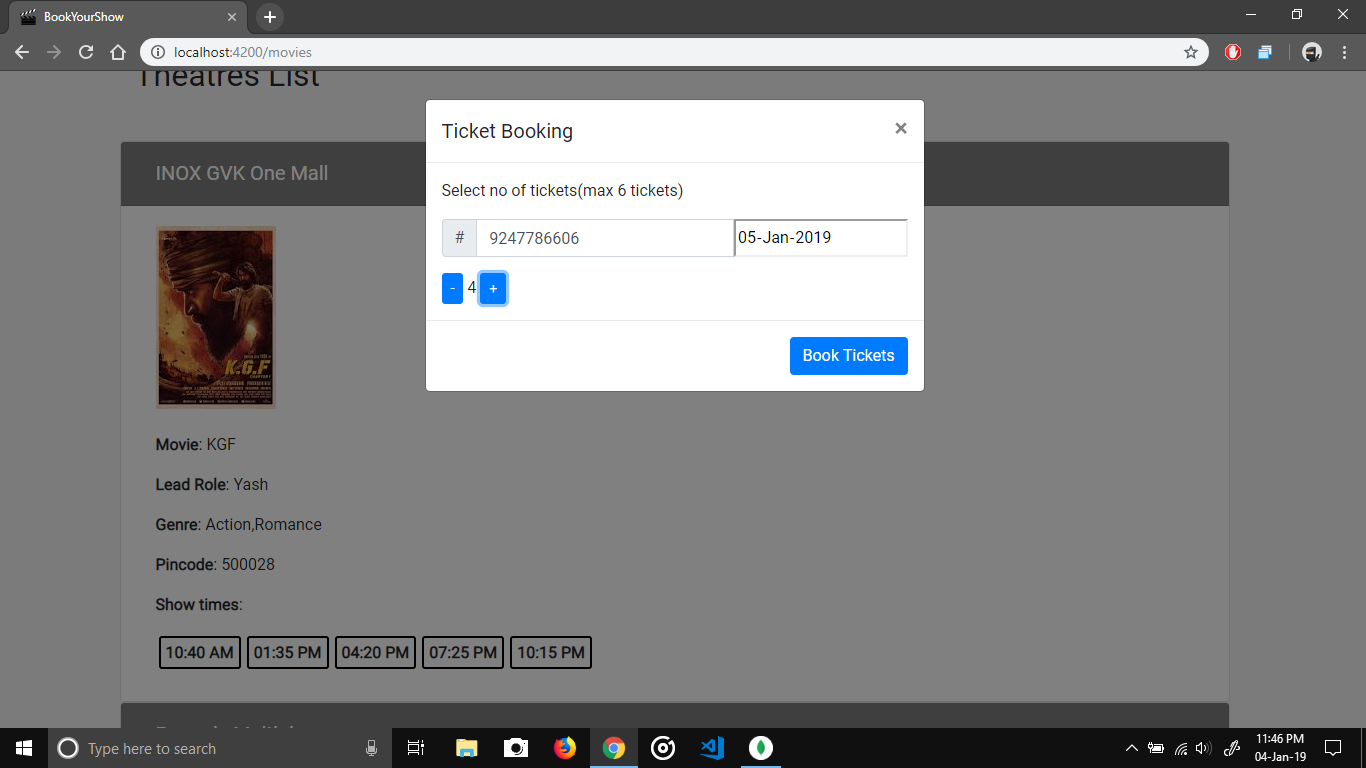 BookYourShow
localhost:4200/movies
Theatres List
Ticket Booking ×
INOX GVK One Mall
Select no of tickets(max 6 tickets)
# 9247786606 05-Jan-2019
- 4 +
Book Tickets
K.G.F
Movie: KGF
Lead Role: Yash
Genre: Action,Romance
Pincode: 500028
Show times:
10:40 AM 01:35 PM 04:20 PM 07:25 PM 10:15 PM
Type here to search
11:46 PM
04-Jan-19